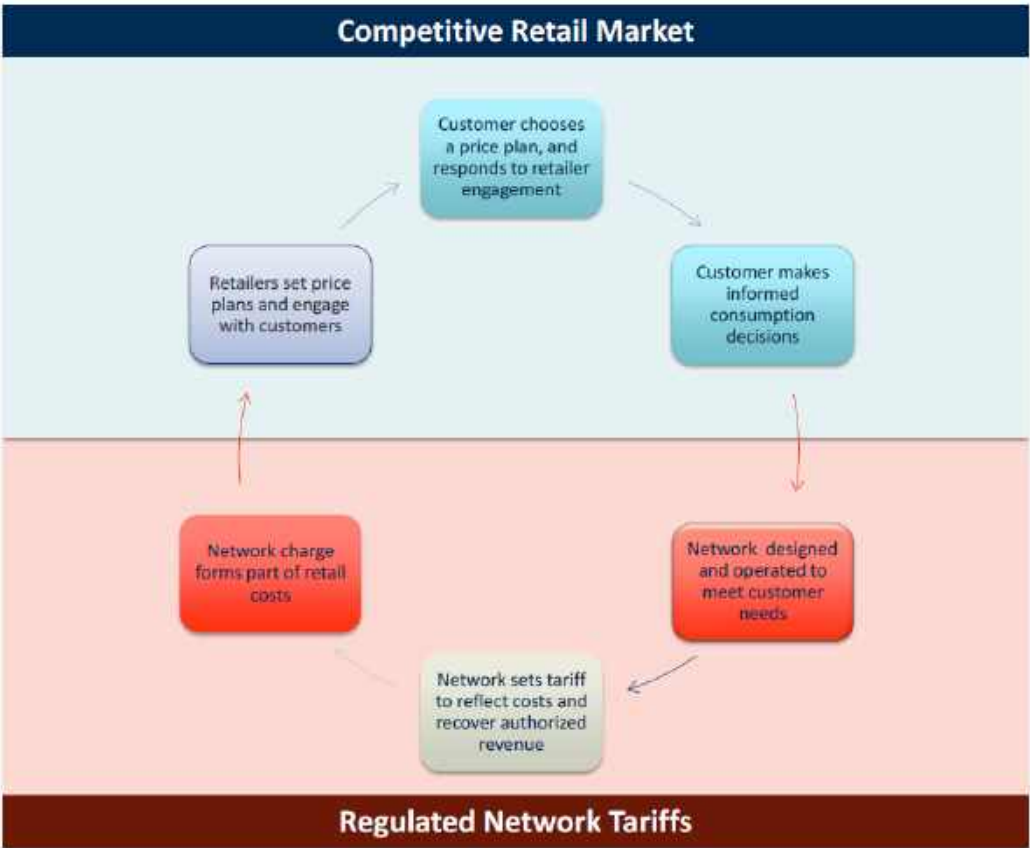 Competitive Retail Market
Customer chooses
a price plan, and
responds to retailer
engagement
Retailers set price
plans and engage
with customers
Customer makes
informed
consumption
decisions
Network charge
forms part of retail
costs
Network designed
and operated to
meet customer
needs
Network sets tariff
to reflect costs and
recover authorized
revenue
Regulated Network Tariffs